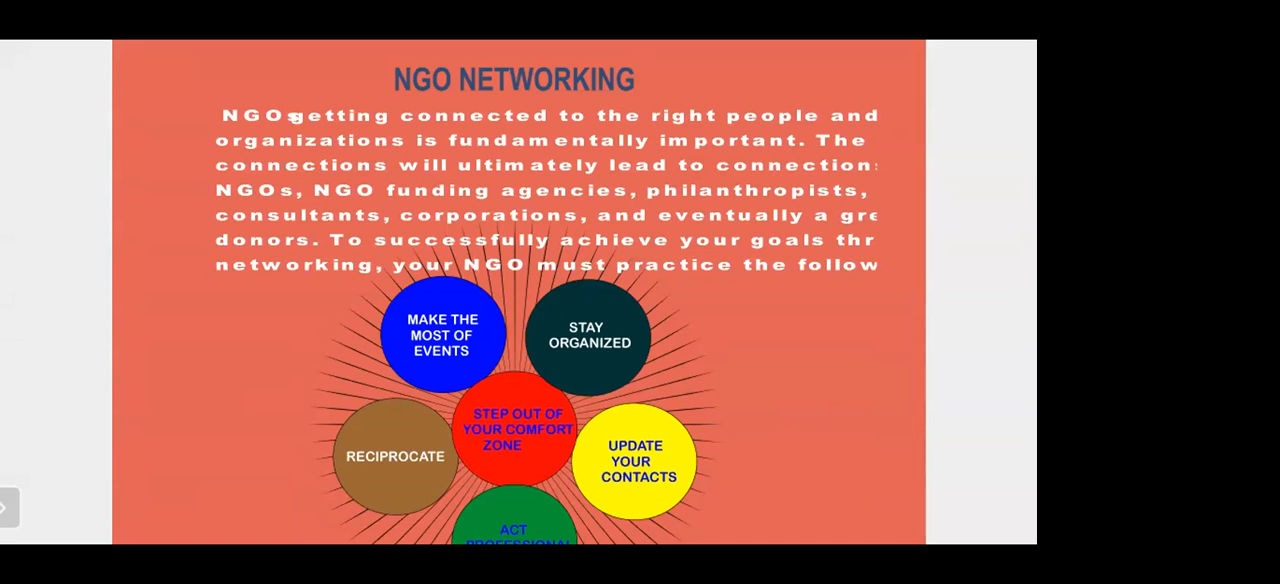 NGO NETWORKING
NGOs getting connected to the right people and
organizations is fundamentally important. The
connections will ultimately lead to connection
NGOs, NGO funding agencies, philanthropists,
consultants, corporations, and eventually a gre
donors. To successfully achieve your goals thr
networking, your NGO must practice the follow
MAKE THE
MOST OF
EVENTS
STAY
ORGANIZED
STEP OUT OF
YOUR COMFORT
ZONE
RECIPROCATE
UPDATE
YOUR
CONTACTS
ACT
PROFESSIONAL